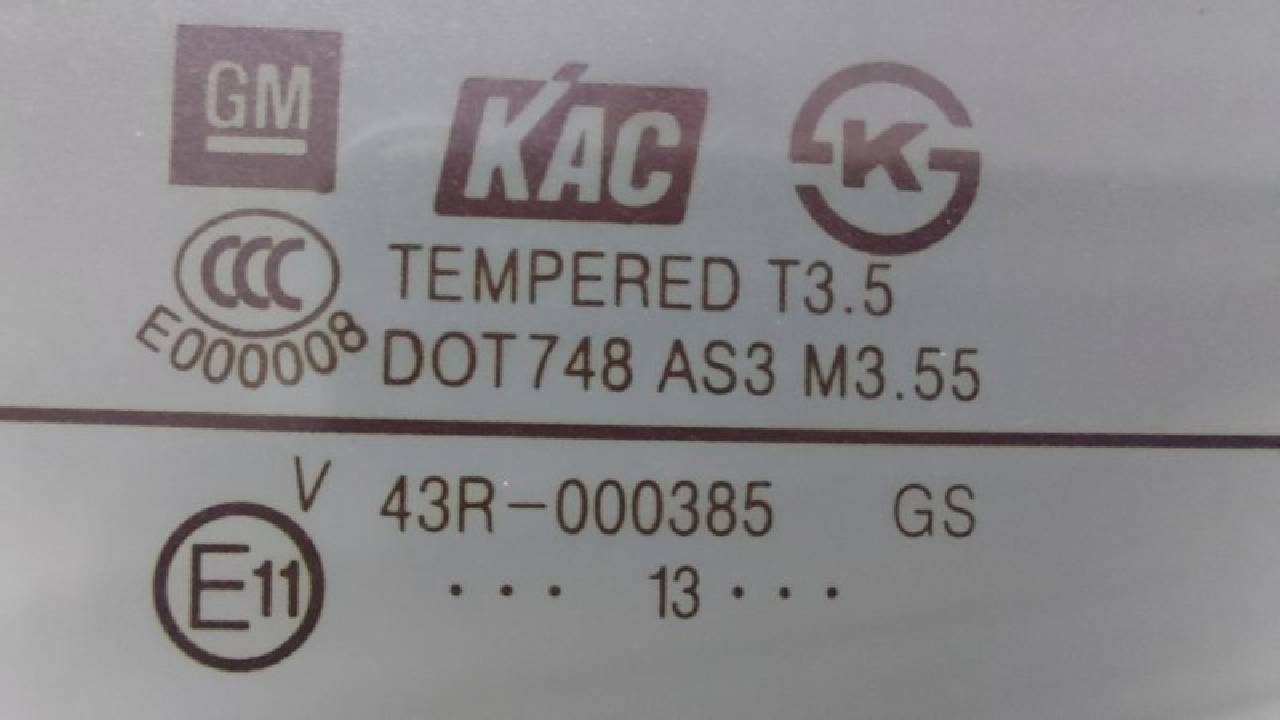 GM KAC K
CCC TEMPERED T3.5
E000008 DOT748 AS3 M3.55
V 43R-000385 GS
E11 ··· 13 ···